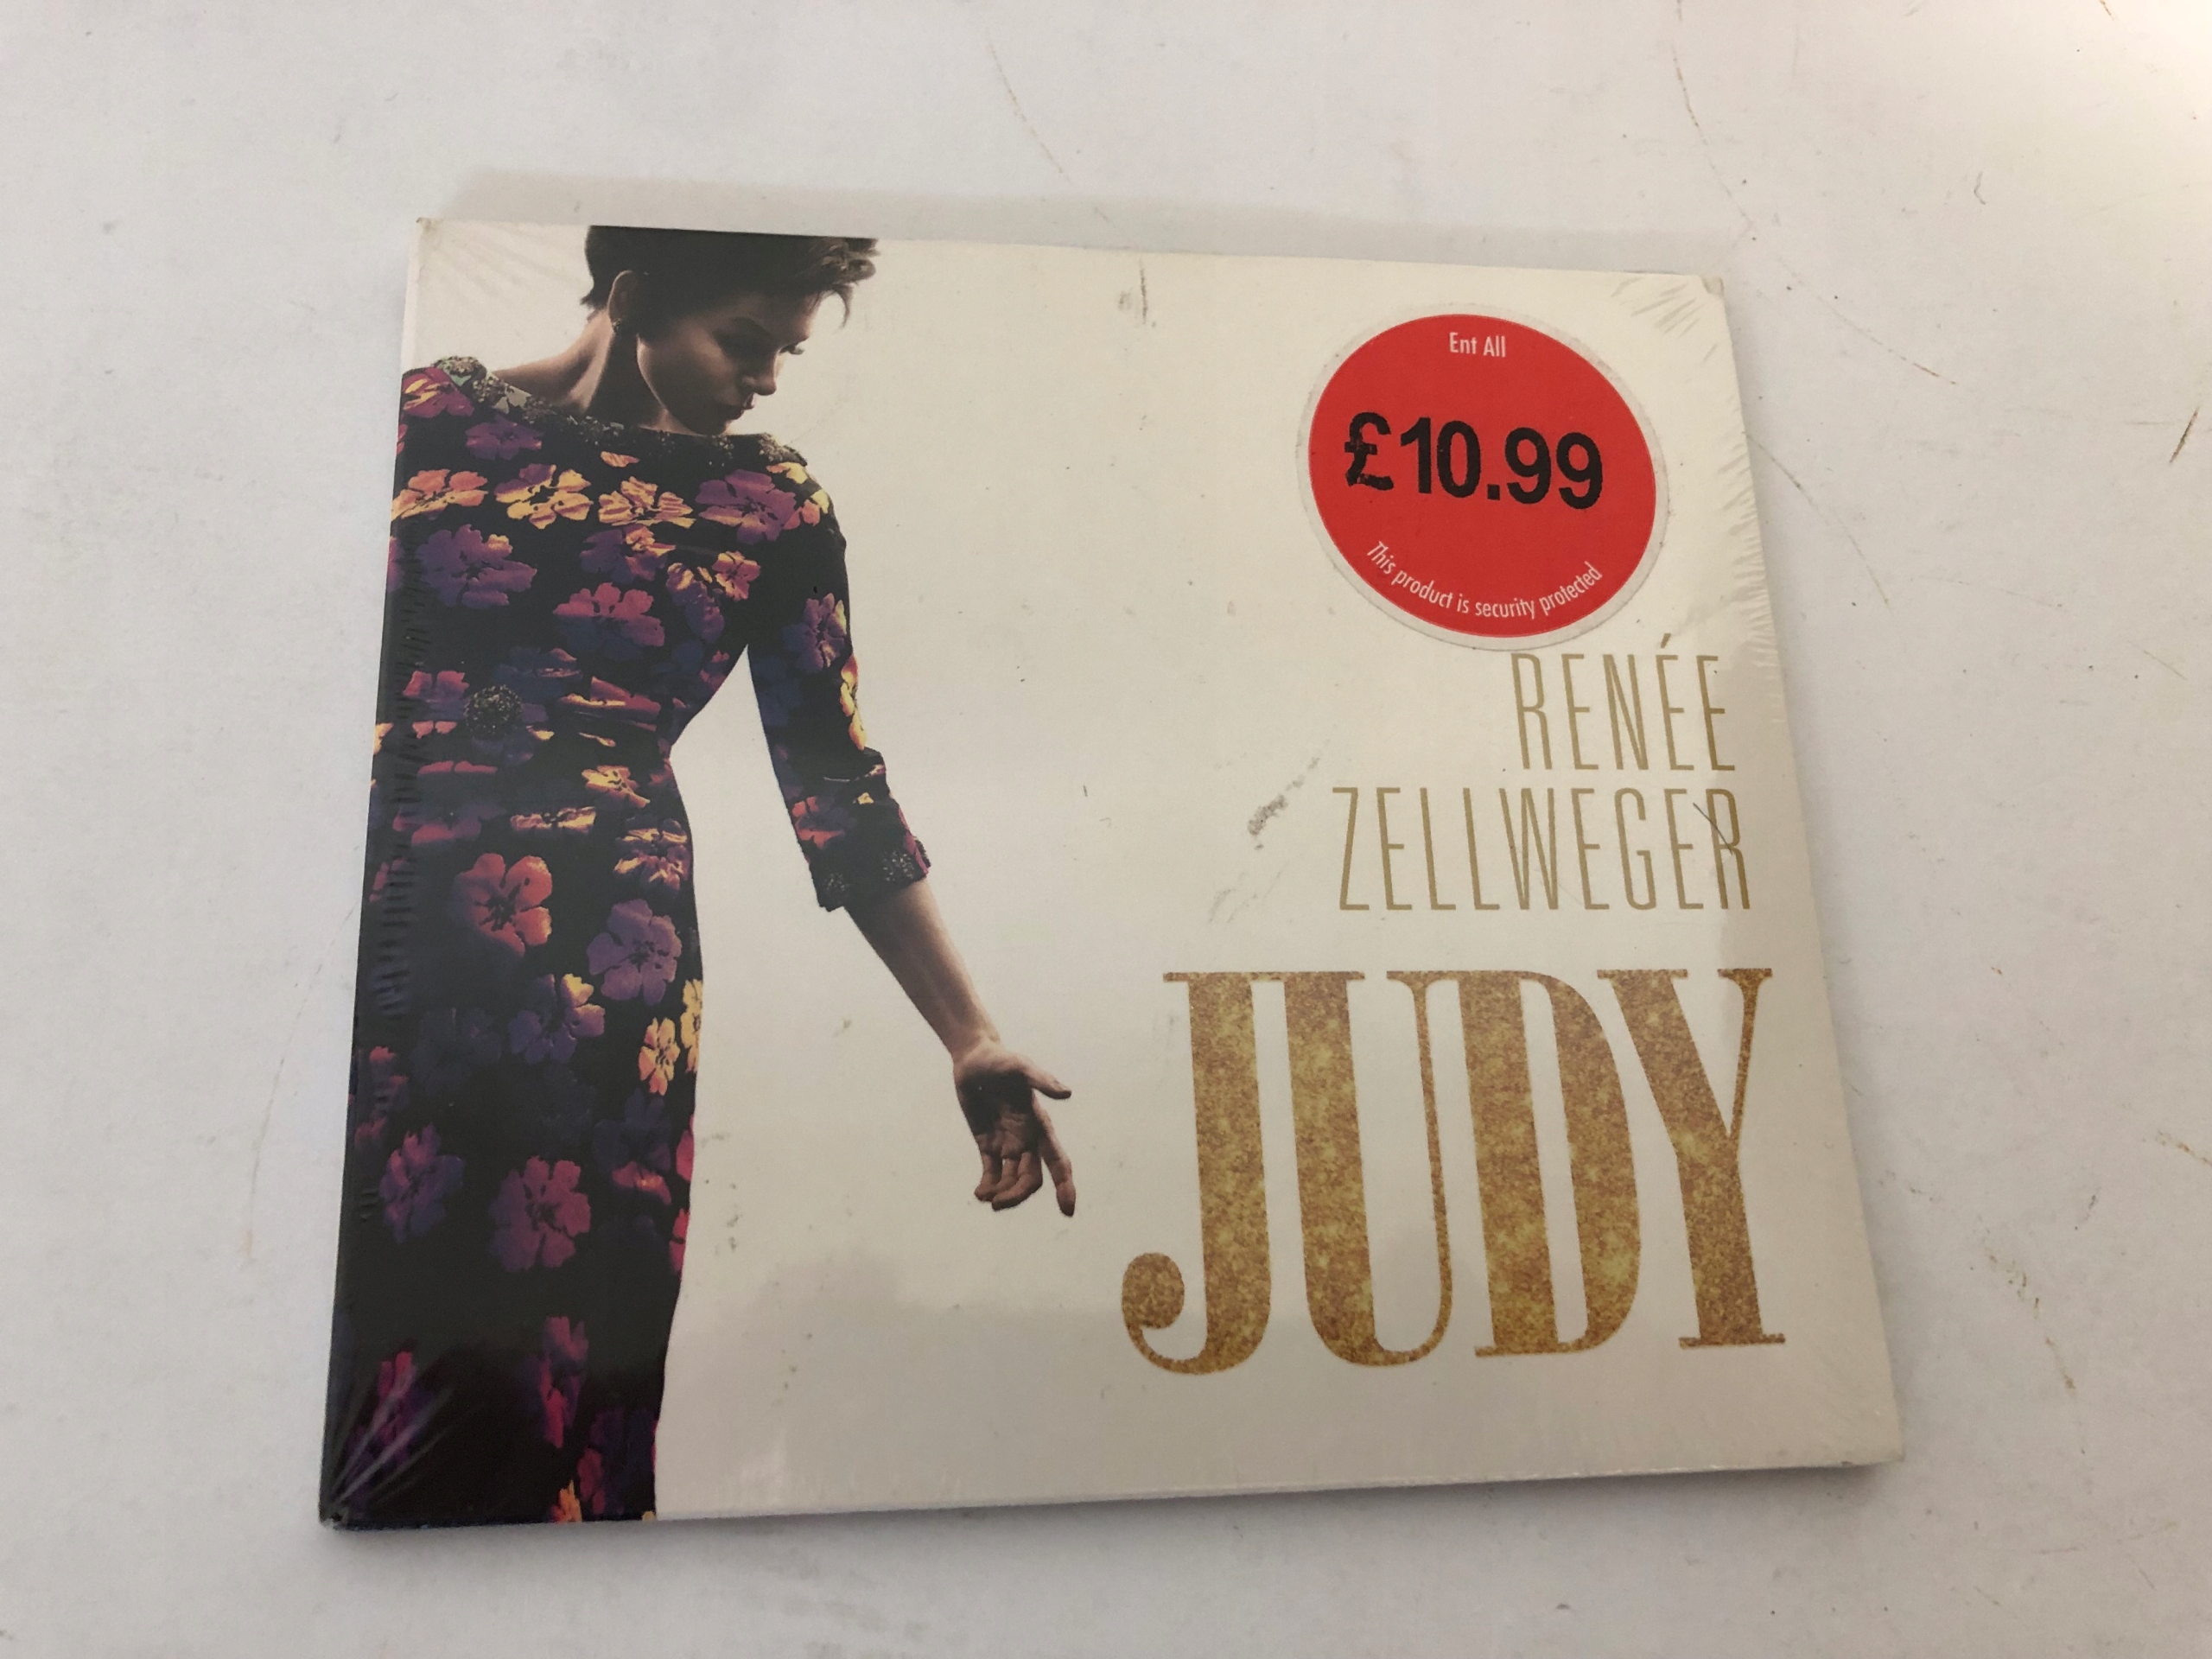 Ent All
£10.99
This product is security protected
RENÉE
ZELLWEGER
JUDY